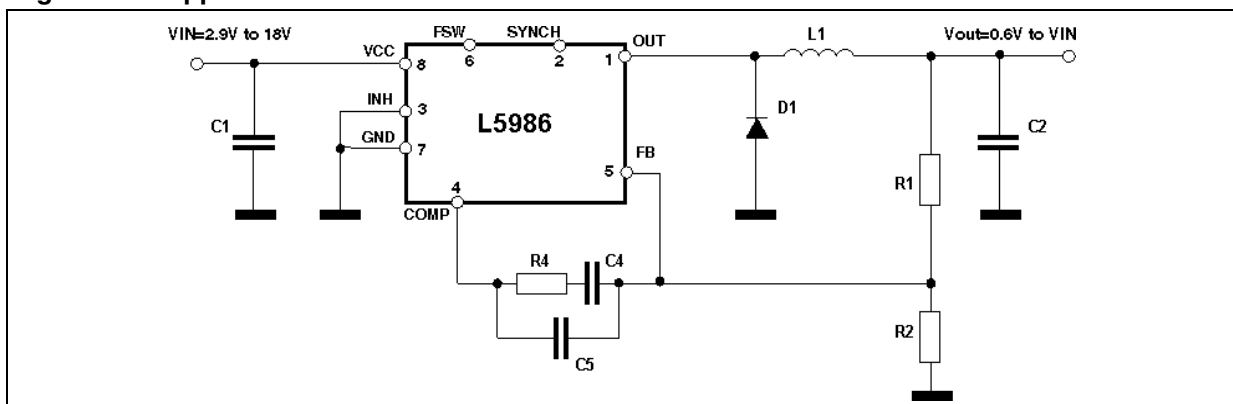 VIN=2.9V to 18V
FSW
SYNCH
L1
Vout=0.6V to VIN
VCC
OUT
8
6
2
1
INH
3
D1
C1
L5986
C2
GND
7
FB
5
R1
4
COMP
R4
C4
R2
C5